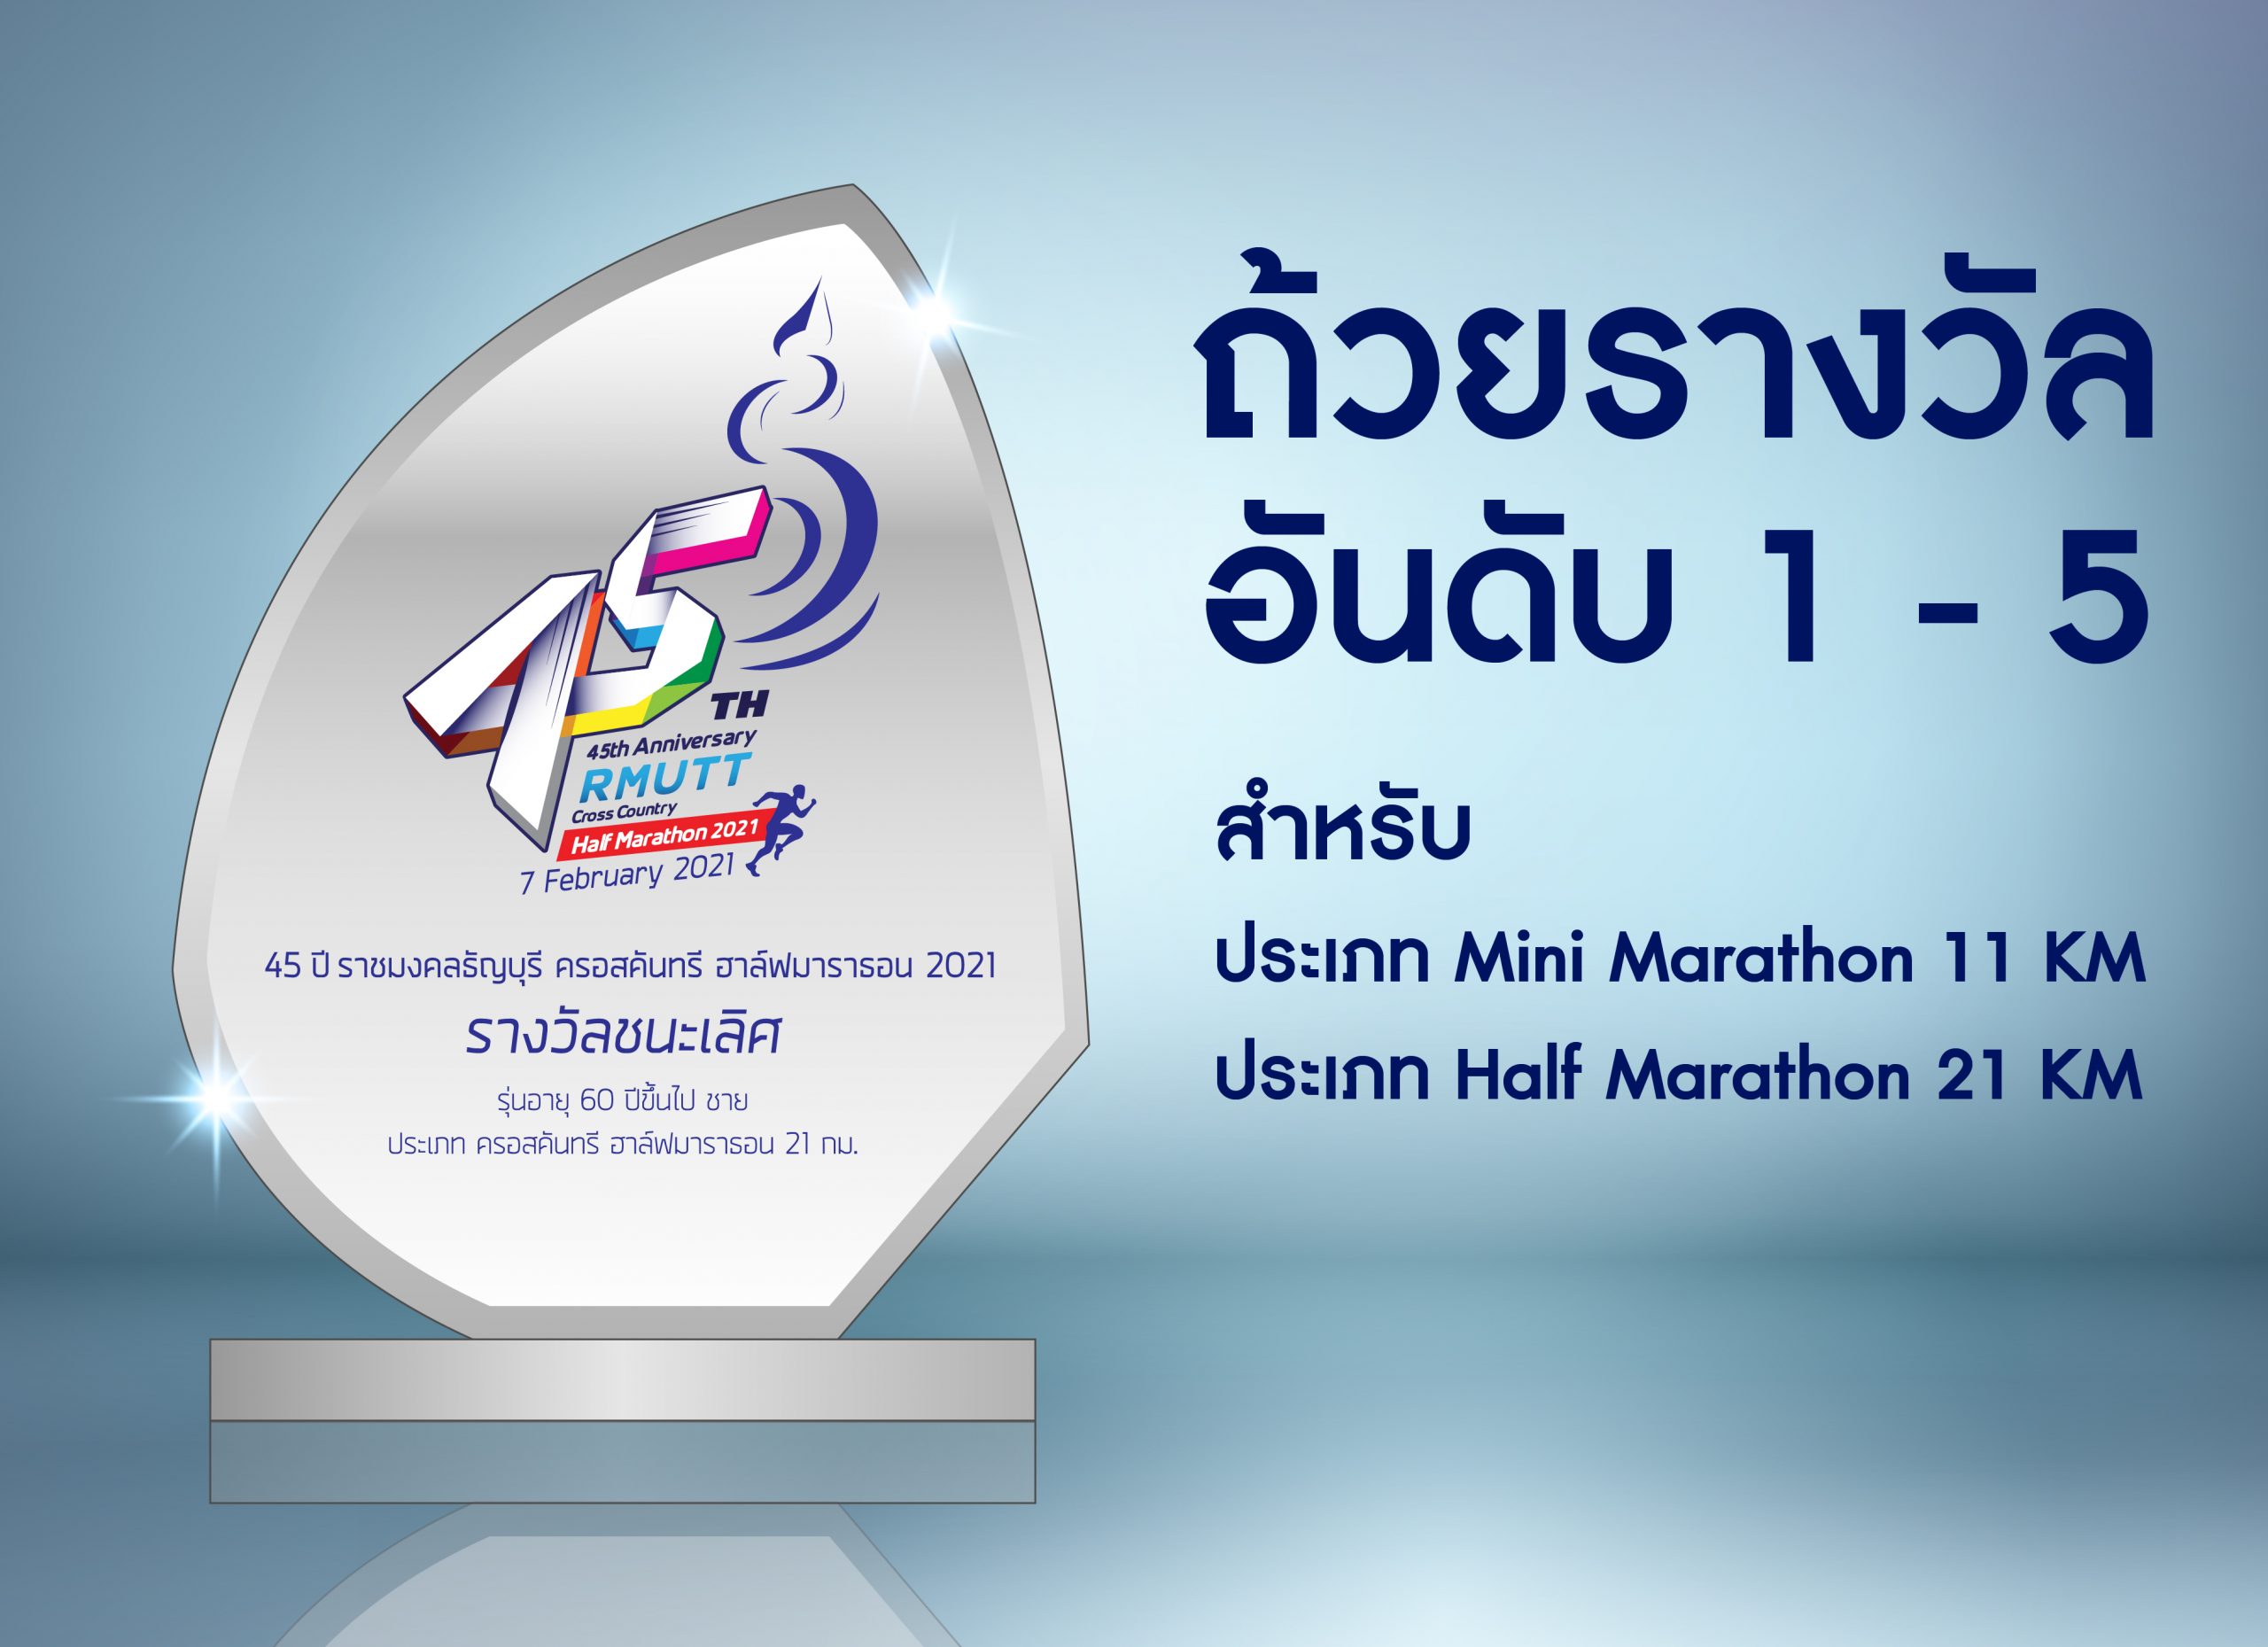 45
TH
45th Anniversary
RMUTT
Cross Country
Half Marathon 2021
7 February 2021
45 ปี ราชมงคลธัญบุรี ครอสคันทรี ฮาล์ฟมาราธอน 2021
รางวัลชนะเลิศ
รุ่นอายุ 60 ปีขึ้นไป ชาย
ประเภท ครอสคันทรี ฮาล์ฟมาราธอน 21 กม.
ถ้วยรางวัล
อันดับ 1 - 5
สำหรับ
ประเภท Mini Marathon 11 KM
ประเภท Half Marathon 21 KM